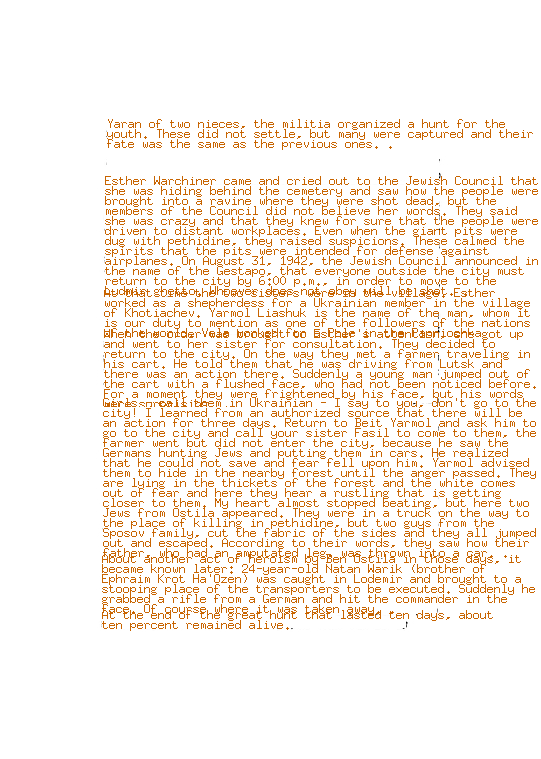 Yaran of two nieces, the militia organized a hunt for the
youth. These did not settle, but many were captured and their
fate was the same as the previous ones. .
Esther Warchiner came and cried out to the Jewish Council that
she was hiding behind the cemetery and saw how the people were
brought into a ravine where they were shot dead, but the
members of the Council did not believe her words. They said
she was crazy and that they knew for sure that the people were
driven to distant workplaces. Even when the giant pits were
dug with pethidine, they raised suspicions. These calmed the
spirits that the pits were intended for defense against
airplanes. On August 31, 1942, the Jewish Council announced in
the name of the Gestapo, that everyone outside the city must
return to the city by 6:00 p.m., in order to move to the
Ludmir ghetto. Whoever does not obey will be shot.
At that time the two sisters were in the village. Esther
worked as a shepherdess for a Ukrainian member in the village
of Khotiachev. Yarmol Liashuk is the name of the man, whom it
is our duty to mention as one of the followers of the nations
of the world.
and went to her sister for consultation. They decided to
return to the city. On the way they met a farmer traveling in
his cart. He told them that he was driving from Lutsk and
there was an action there. Suddenly a young man jumped out of
the cart with a flushed face, who had not been noticed before.
For a moment they were frightened by his face, but his words
in Ukrainian - I say to you, don't go to the
city! I learned from an authorized source that there will be
an action for three days. Return to Beit Yarmol and ask him to
go to the city and call your sister Fasil to come to them, the
farmer went but did not enter the city, because he saw the
Germans hunting Jews and putting them in cars. He realized
that he could not save and fear fell upon him. Yarmol advised
them to hide in the nearby forest until the anger passed. They
are lying in the thickets of the forest and the white comes
out of fear and here they hear a rustling that is getting
closer to them. My heart almost stopped beating, but here two
Jews from Ostila appeared. They were in a truck on the way to
the place of killing in pethidine, but two guys from the
Sposov family, cut the fabric of the sides and they all jumped
out and escaped. According to their words, they saw how their
father, who had an amputated leg, was thrown into a car.
About another act of heroism by Ben Ostila in those days, it
became known later: 24-year-old Natan Warik (brother of
Ephraim Krot Ha'Ozen) was caught in Lodemir and brought to a
stooping place of the transporters to be executed. Suddenly he
grabbed a rifle from a German and hit the commander in the
face. Of course where it was taken away.
At the end of the great hunt that lasted ten days, about
ten percent remained alive..